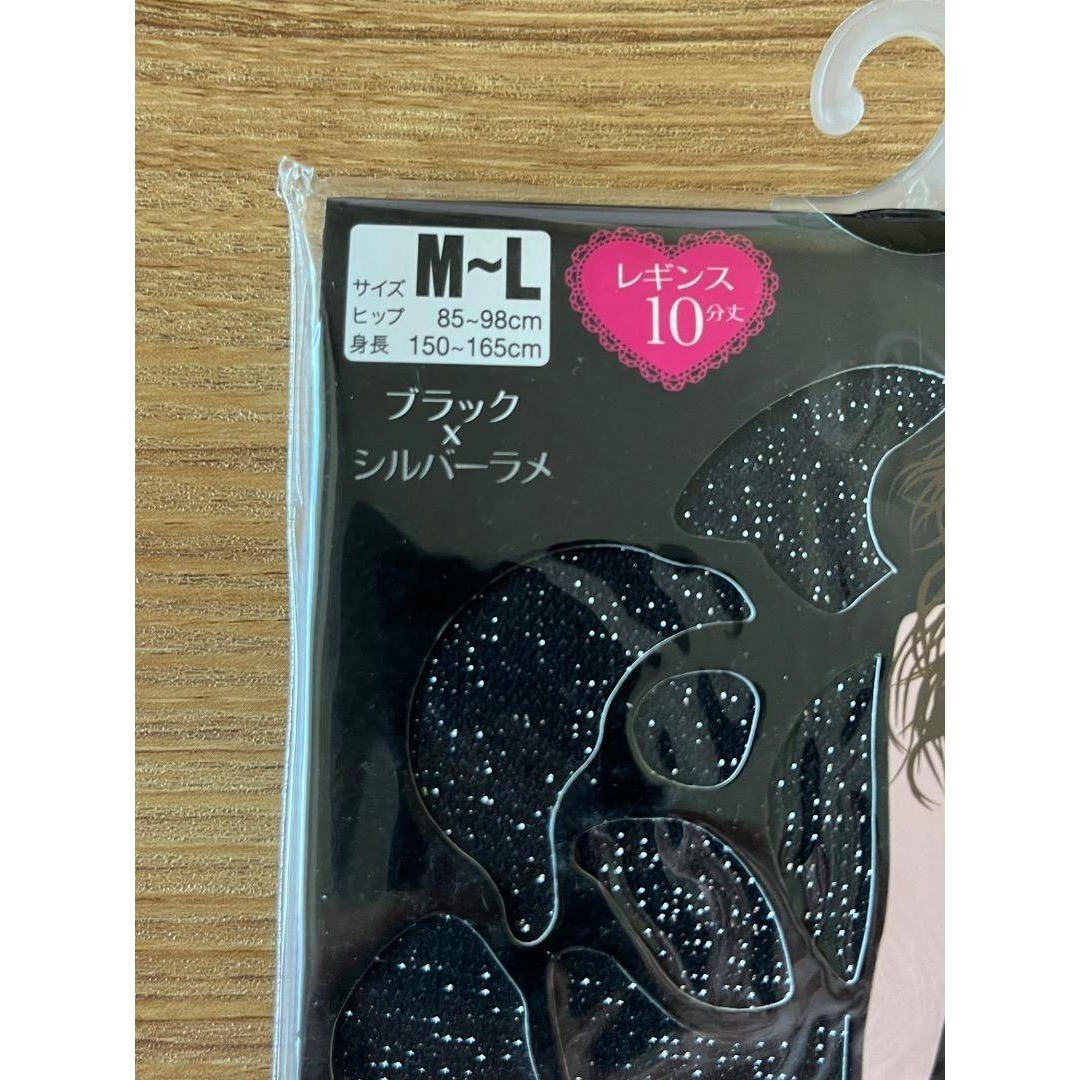 サイズ M~L
ヒップ 85~98cm
身長 150~165cm
レギンス
10分丈
ブラック
×
シルバーラメ